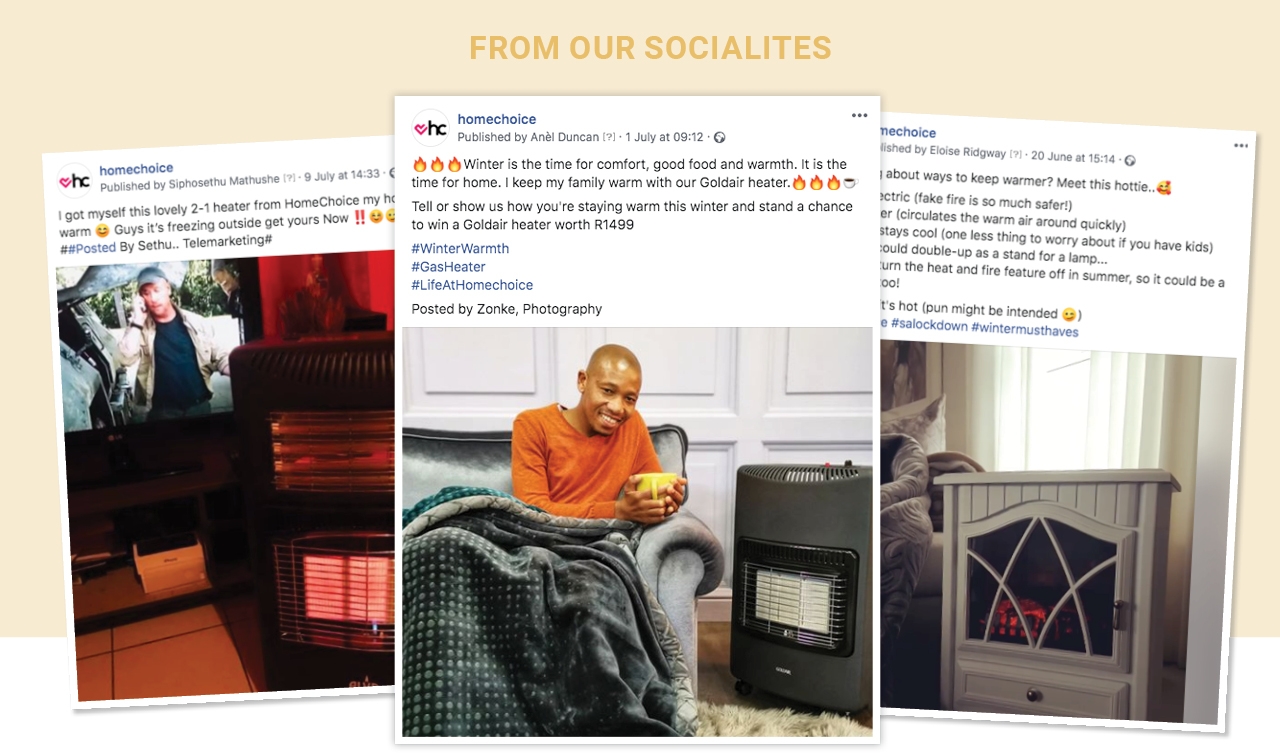 FROM OUR SOCIALITES
hc homechoice
Published by Siphosethu Mathushe [?] · 9 July at 14:33 ·
I got myself this lovely 2-1 heater from HomeChoice my
warm 😊 Guys it's freezing outside get yours Now ‼️😊😊
##Posted By Sethu.. Telemarketing#
hc homechoice
Published by Anèl Duncan [?] · 1 July at 09:12 ·
🔥🔥🔥Winter is the time for comfort, good food and warmth. It is the
time for home. I keep my family warm with our Goldair heater.🔥🔥🔥☕
Tell or show us how you're staying warm this winter and stand a chance
to win a Goldair heater worth R1499
#WinterWarmth
#GasHeater
#LifeAtHomechoice
Posted by Zonke, Photography
GOLDAIR
mechoice
lished by Eloise Ridgway [?] · 20 June at 15:14 ·
about ways to keep warmer? Meet this hottie..🥰
ectric (fake fire is so much safer!)
er (circulates the warm air around quickly)
stays cool (one less thing to worry about if you have kids)
ould double-up as a stand for a lamp...
urn the heat and fire feature off in summer, so it could be a
too!
t's hot (pun might be intended 😉)
e #salockdown #wintermusthaves